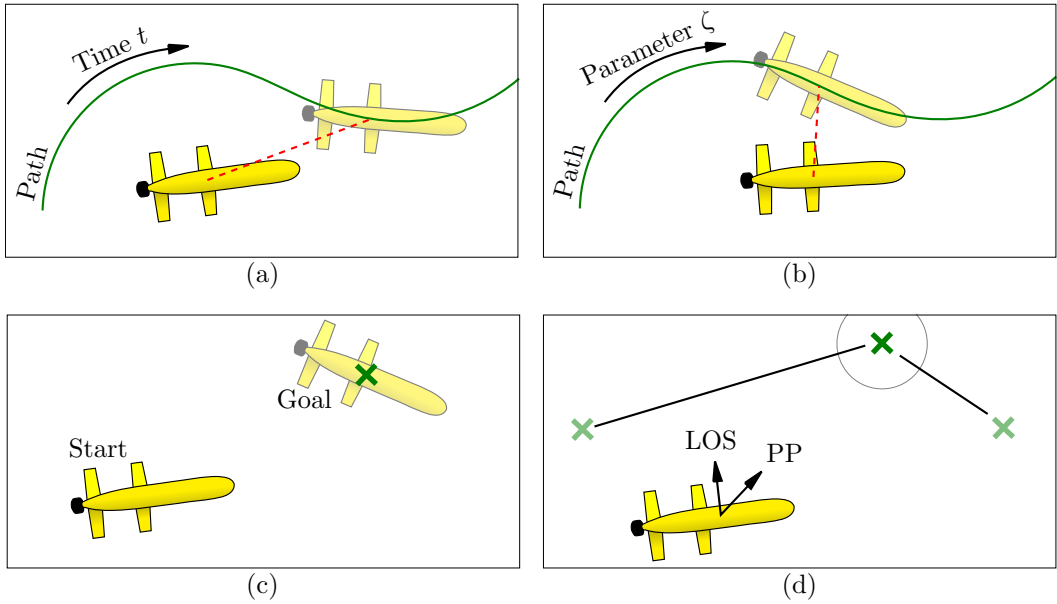 Time t
Path
(a)
Parameter ζ
Path
(b)
Start
Goal
(c)
LOS
PP
(d)